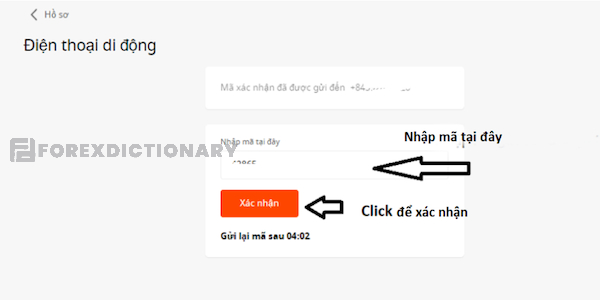 Hồ sơ
Điện thoại di động
Mã xác nhận đã được gửi đến
Nhập mã tại đây
FOREXDICTIONARY
Nhập mã tại đây
Xác nhận
Click để xác nhận
Gửi lại mã sau 04:02